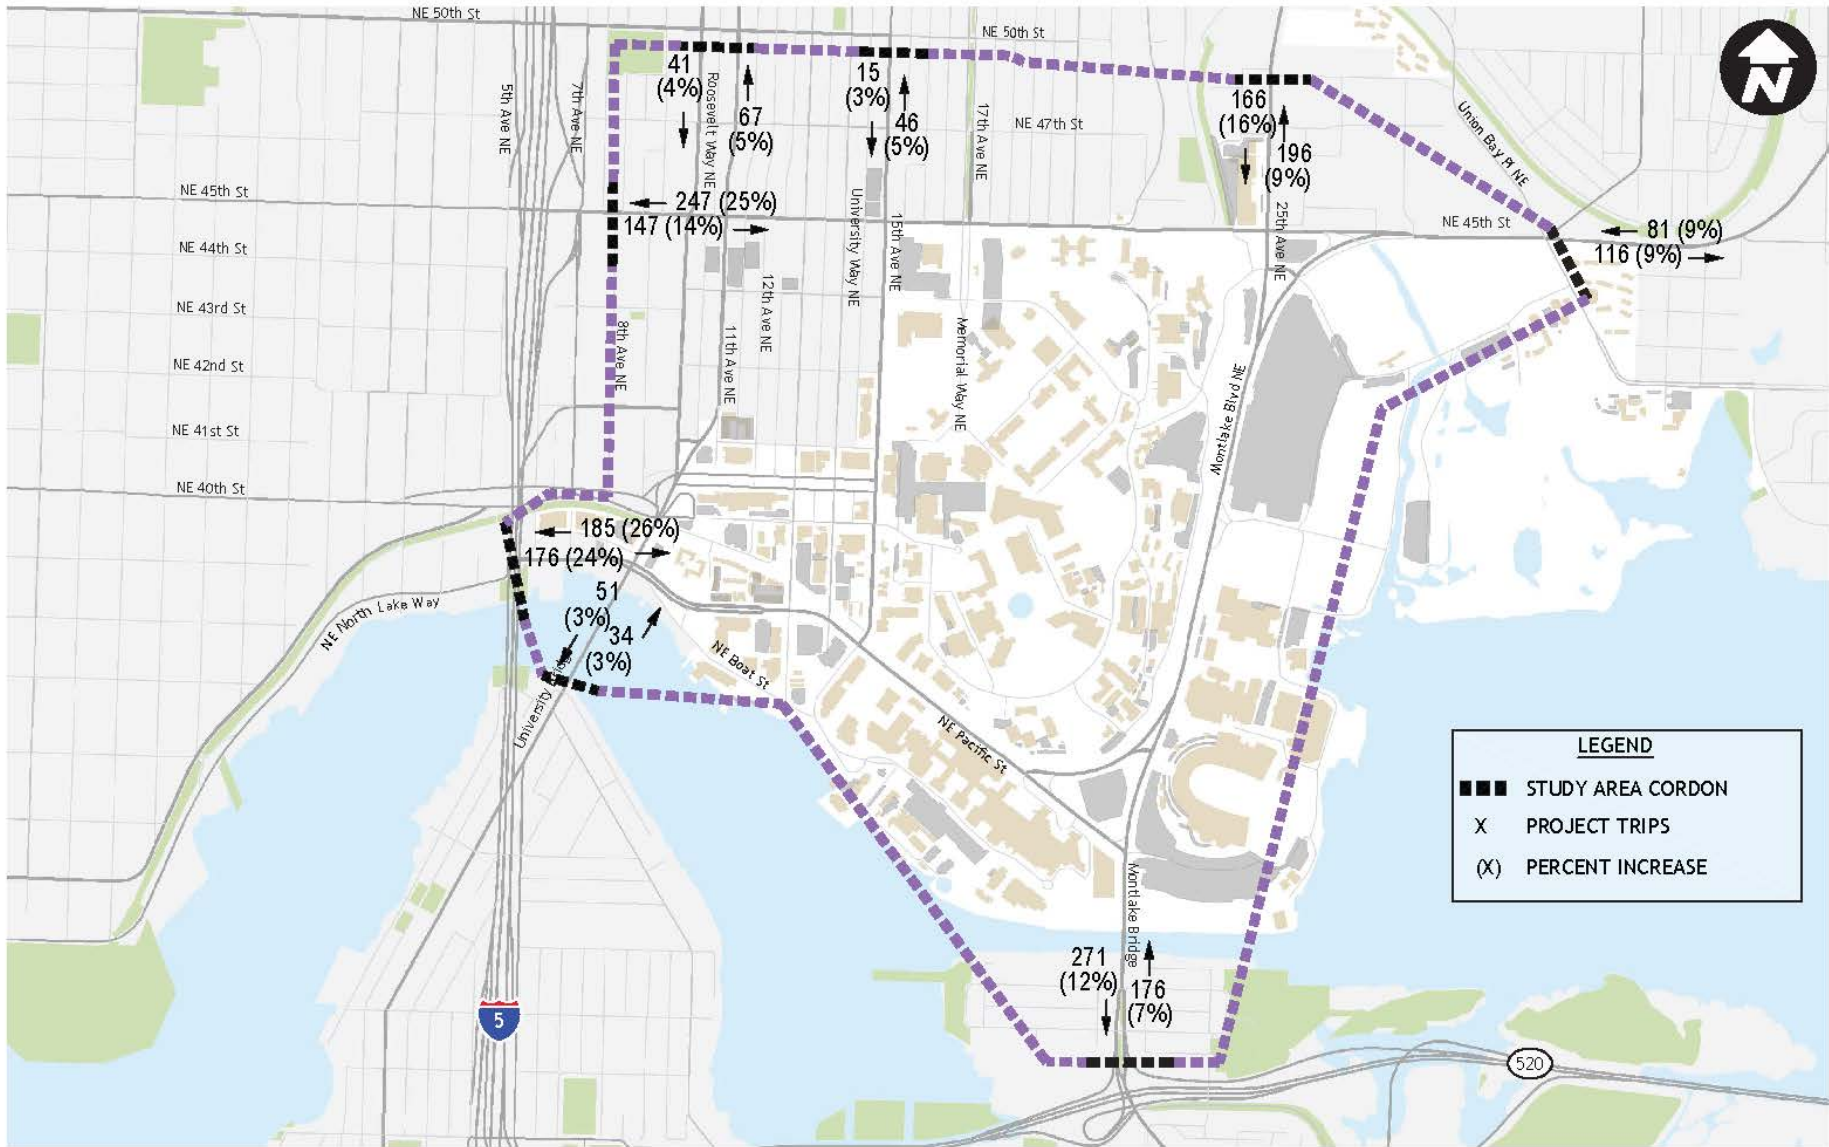 NE 50th St
NE 50th St
N
41
(4%)
67
(5%)
15
(3%)
46
(5%)
166
(16%)
196
(9%)
5th Ave NE
7th Ave NE
Roosevelt Way NE
17th Ave NE
NE 47th St
Union Bay Pl NE
NE 45th St
247 (25%)
147 (14%)
University Way NE
15th Ave NE
25th Ave NE
NE 45th St
81 (9%)
116 (9%)
NE 44th St
12th Ave NE
NE 43rd St
8th Ave NE
11th Ave NE
Memorial Way NE
NE 42nd St
Montlake Blvd NE
NE 41st St
NE 40th St
185 (26%)
176 (24%)
51
(3%)
34
(3%)
NE North Lake Way
University
NE Boat St
NE Pacific St
LEGEND
STUDY AREA CORDON
X PROJECT TRIPS
(X) PERCENT INCREASE
Montlake Bridge
271
(12%)
176
(7%)
5
520